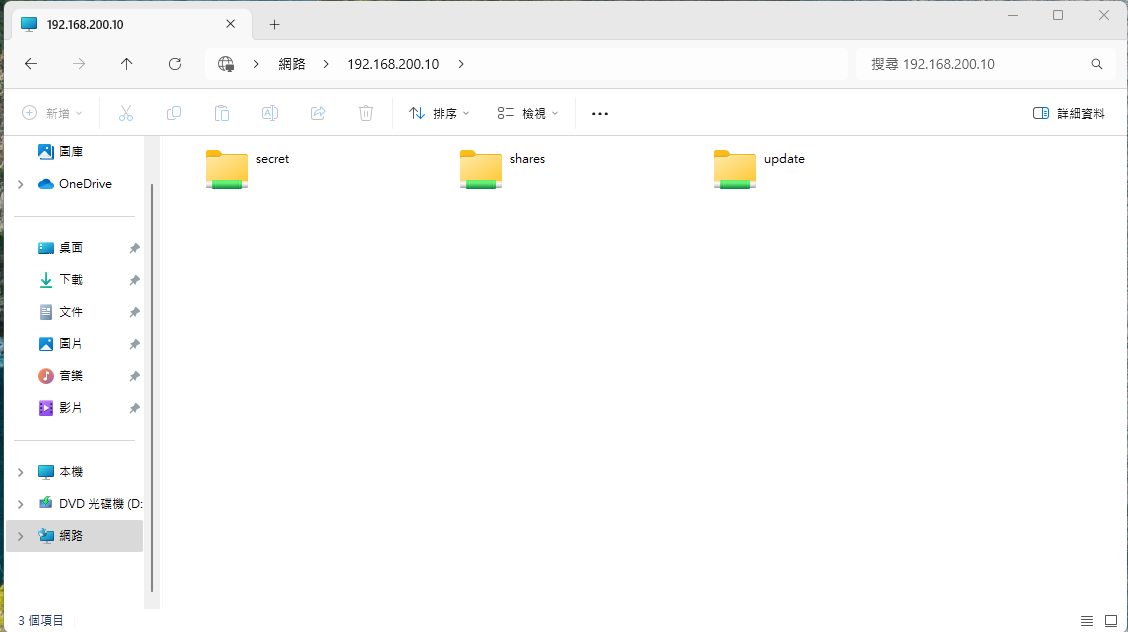 192.168.200.10
網路 192.168.200.10
搜尋 192.168.200.10
新增
排序
檢視
詳細資料
圖庫
OneDrive
桌面
下載
文件
圖片
音樂
影片
本機
DVD 光碟機 (D:
網路
secret
shares
update
3 個項目